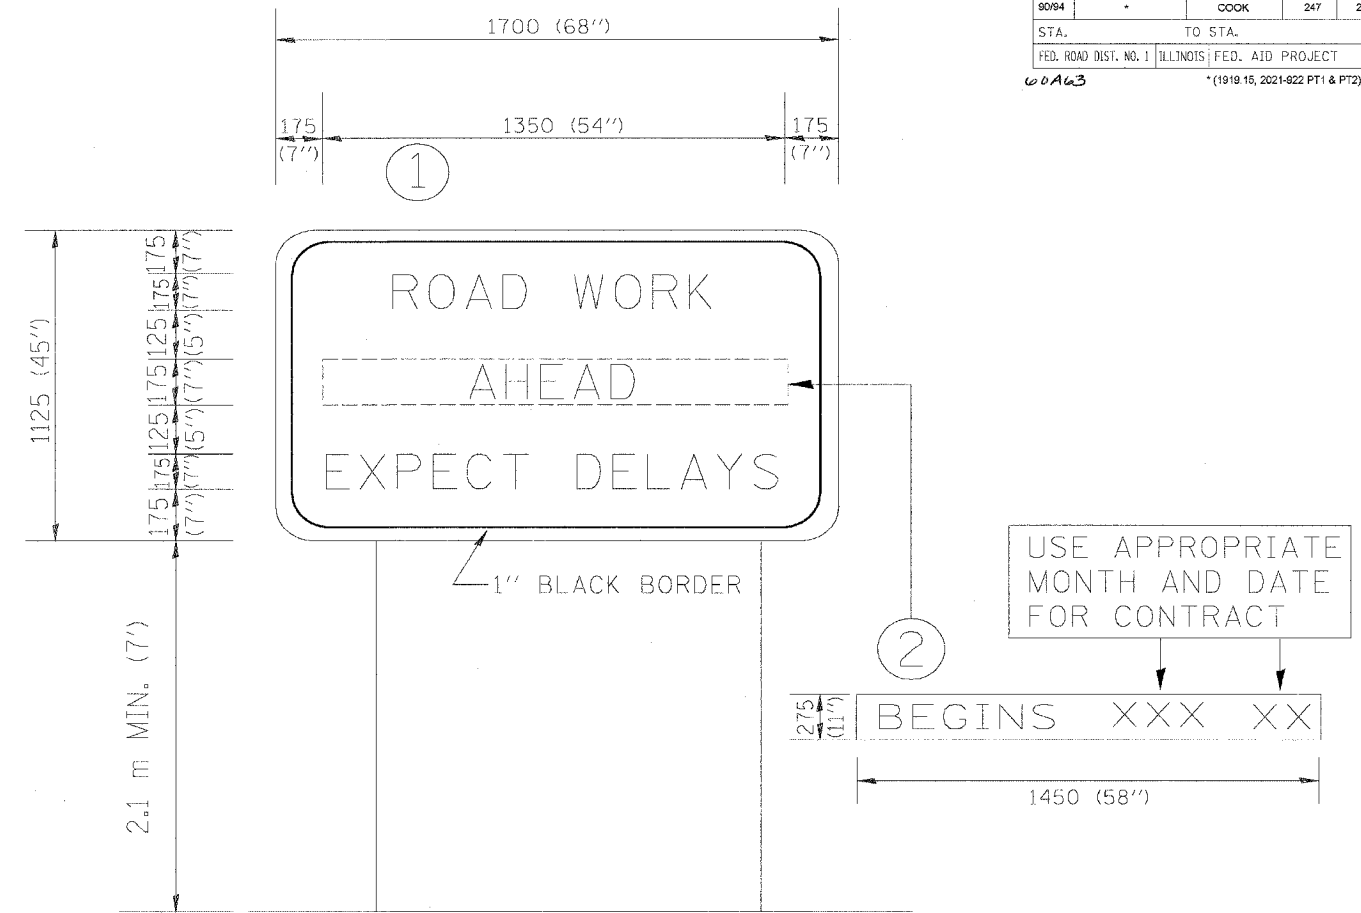 90/94 * COOK 247 2
STA. TO STA.
FED. ROAD DIST. NO. 1 ILLINOIS FED. AID PROJECT
60A63 *(1919.15, 2021-922 PT1 & PT2)
1700 (68'')
175 1350 (54'') 175
(7'') (7'')
1
1125 (45'')
175 (7'')
175 (7'')
125 (5'')
175 (7'')
125 (5'')
175 (7'')
175 (7'')
ROAD WORK
AHEAD
EXPECT DELAYS
1'' BLACK BORDER
2.1 m MIN. (7')
2
USE APPROPRIATE
MONTH AND DATE
FOR CONTRACT
275 (11'')
BEGINS XXX XX
1450 (58'')